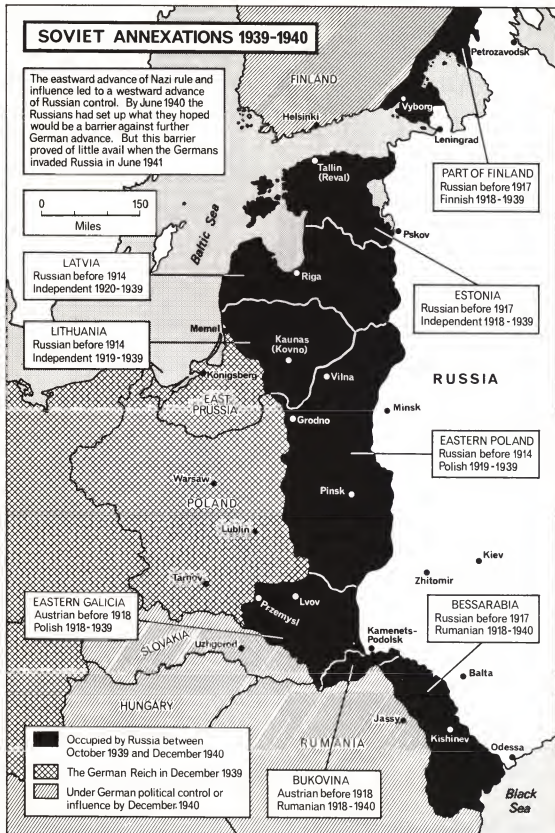 SOVIET ANNEXATIONS 1939-1940
The eastward advance of Nazi rule and
influence led to a westward advance
of Russian control. By June 1940 the
Russians had set up what they hoped
would be a barrier against further
German advance. But this barrier
proved of little avail when the Germans
invaded Russia in June 1941
0 150
Miles
Petrozavodsk
FINLAND
Vyborg
Helsinki
Leningrad
PART OF FINLAND
Russian before 1917
Finnish 1918-1939
Tallin
(Reval)
Baltic Sea
Pskov
LATVIA
Russian before 1914
Independent 1920-1939
Riga
ESTONIA
Russian before 1917
Independent 1918-1939
LITHUANIA
Russian before 1914
Independent 1919-1939
Memel
Kaunas
(Kovno)
Königsberg
Vilna
RUSSIA
EAST
PRUSSIA
Grodno
Minsk
EASTERN POLAND
Russian before 1914
Polish 1919-1939
Warsaw
POLAND
Pinsk
Lublin
Kiev
Zhitomir
Tarnov
EASTERN GALICIA
Austrian before 1918
Polish 1918-1939
Przemysl
Lvov
BESSARABIA
Russian before 1917
Rumanian 1918-1940
Kamenets-
Podolsk
SLOVAKIA
Uzhgorod
Balta
HUNGARY
Jassy
Kishinev
RUMANIA
Odessa
Occupied by Russia between
October 1939 and December 1940
The German Reich in December 1939
Under German political control or
influence by December 1940
BUKOVINA
Austrian before 1918
Rumanian 1918-1940
Black
Sea